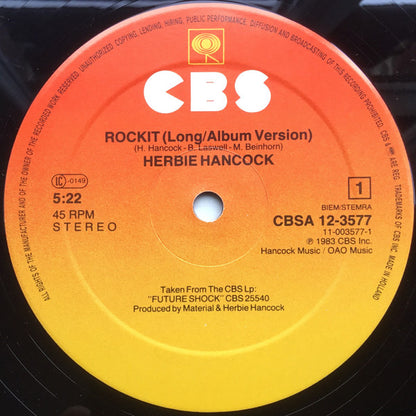 ALL RIGHTS OF THE MANUFACTURER AND OF THE OWNER OF THE RECORDED WORK RESERVED. UNAUTHORIZED COPYING, LENDING, HIRING, PUBLIC PERFORMANCE, DIFFUSION AND BROADCASTING OF THIS RECORD PROHIBITED. CBS & ARE REG. TRADEMARKS OF CBS INC. MADE IN HOLLAND
CBS
ROCKIT (Long/Album Version)
(H. Hancock - B. Laswell - M. Beinhorn)
HERBIE HANCOCK
LC -0149
5:22
45 RPM
STEREO
1
BIEM/STEMRA
CBSA 12-3577
11-003577-1
℗ 1983 CBS Inc.
Hancock Music / OAO Music
Taken From The CBS Lp:
"FUTURE SHOCK" CBS 25540
Produced by Material & Herbie Hancock